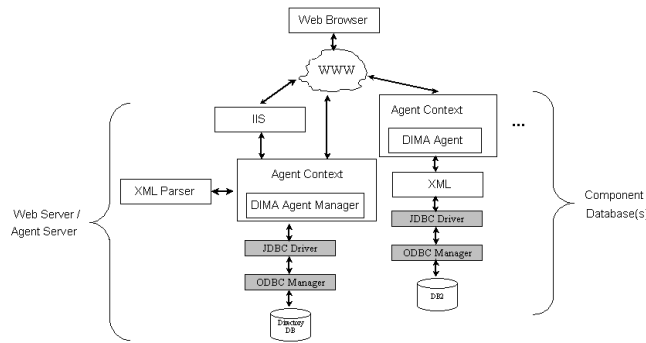 Web Browser
WWW
IIS
Agent Context
DIMA Agent
...
XML Parser
Agent Context
DIMA Agent Manager
XML
Web Server /
Agent Server
Component
Database(s)
JDBC Driver
JDBC Driver
ODBC Manager
ODBC Manager
Directory
DB
DB2